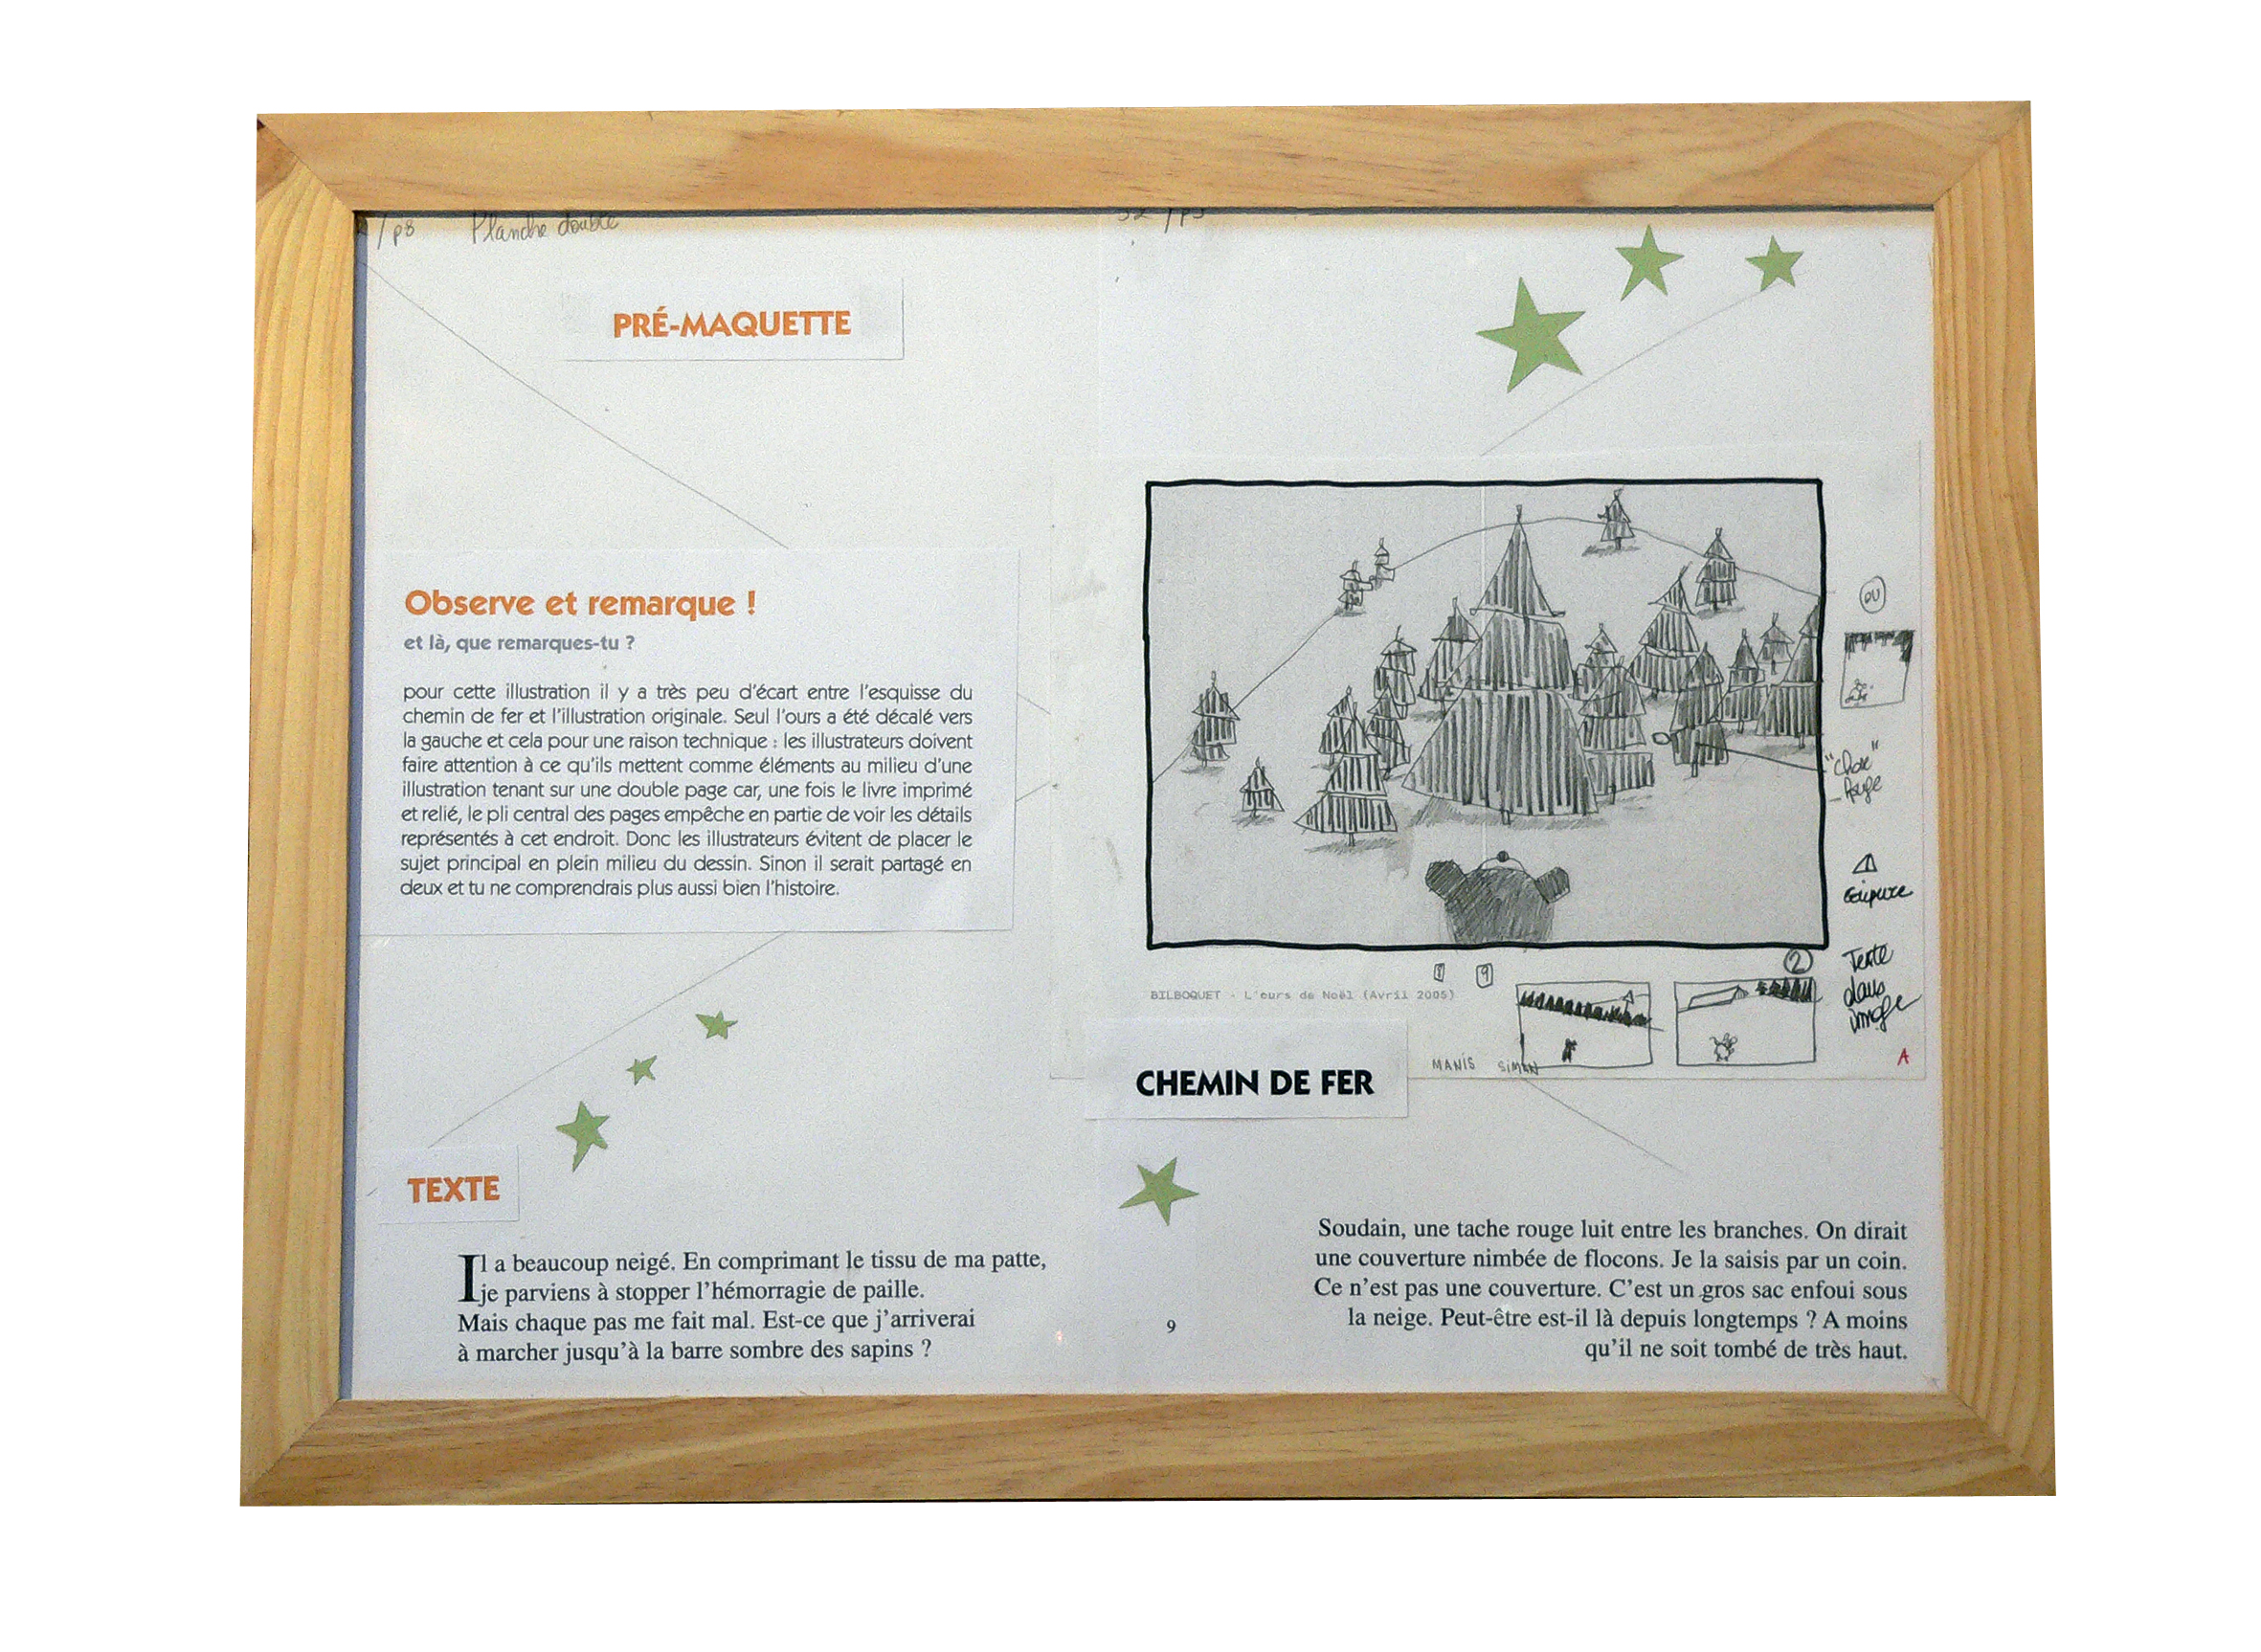 /p8 Planche double
PRÉ-MAQUETTE
Observe et remarque !
et là, que remarques-tu ?
pour cette illustration il y a très peu d'écart entre l'esquisse du
chemin de fer et l'illustration originale. Seul l'ours a été décalé vers
la gauche et cela pour une raison technique : les illustrateurs doivent
faire attention à ce qu'ils mettent comme éléments au milieu d'une
illustration tenant sur une double page car, une fois le livre imprimé
et relié, le pli central des pages empêche en partie de voir les détails
représentés à cet endroit. Donc les illustrateurs évitent de placer le
sujet principal en plein milieu du dessin. Sinon il serait partagé en
deux et tu ne comprendrais plus aussi bien l'histoire.
TEXTE
Il a beaucoup neigé. En comprimant le tissu de ma patte,
je parviens à stopper l'hémorragie de paille.
Mais chaque pas me fait mal. Est-ce que j'arriverai
à marcher jusqu'à la barre sombre des sapins ?
OU
"Chose"
Rouge
Texte
dans
image
2
8 9
BILBOQUET - L'ours de Noël (Avril 2005)
MANIS SIMON
A
CHEMIN DE FER
9
Soudain, une tache rouge luit entre les branches. On dirait
une couverture nimbée de flocons. Je la saisis par un coin.
Ce n'est pas une couverture. C'est un gros sac enfoui sous
la neige. Peut-être est-il là depuis longtemps ? A moins
qu'il ne soit tombé de très haut.